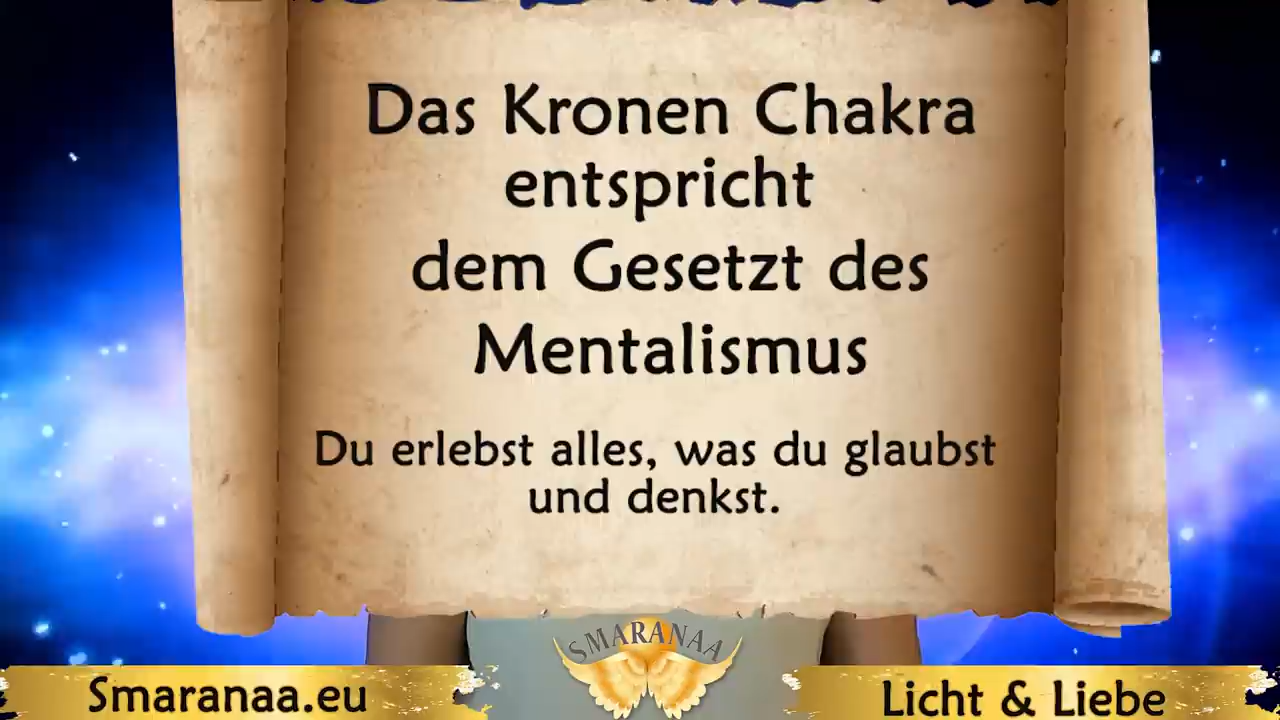 Das Kronen Chakra
entspricht
dem Gesetzt des
Mentalismus
Du erlebst alles, was du glaubst
und denkst.
SMARANAA
Smaranaa.eu
Licht & Liebe